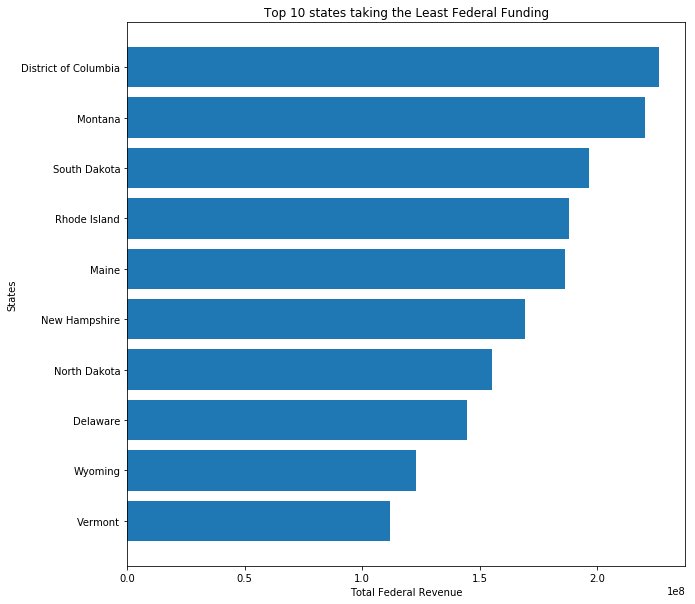 Top 10 states taking the Least Federal Funding
States
District of Columbia
Montana
South Dakota
Rhode Island
Maine
New Hampshire
North Dakota
Delaware
Wyoming
Vermont
0.0 0.5 1.0 1.5 2.0
1e8
Total Federal Revenue